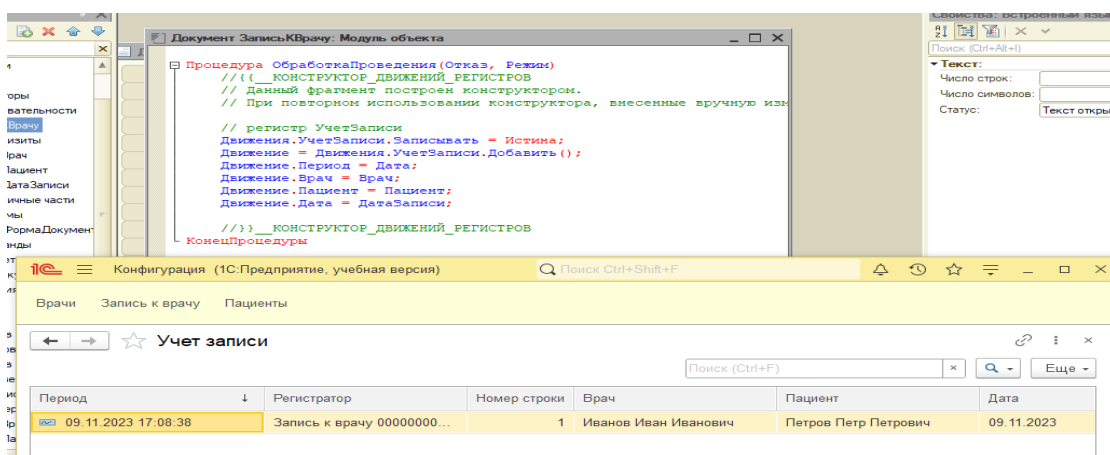 Свойства: Встроенный язык
Документ ЗаписьКВрачу: Модуль объекта
Поиск (Ctrl+Alt+I)
Процедура ОбработкаПроведения(Отказ, Режим)
//{{__КОНСТРУКТОР_ДВИЖЕНИЙ_РЕГИСТРОВ
// Данный фрагмент построен конструктором.
// При повторном использовании конструктора, внесенные вручную изм
// регистр УчетЗаписи
Движения.УчетЗаписи.Записывать = Истина;
Движение = Движения.УчетЗаписи.Добавить();
Движение.Период = Дата;
Движение.Врач = Врач;
Движение.Пациент = Пациент;
Движение.Дата = ДатаЗаписи;
//}}__КОНСТРУКТОР_ДВИЖЕНИЙ_РЕГИСТРОВ
КонецПроцедуры
Текст:
Число строк:
Число символов:
Статус: Текст откры
оры
вательности
Врачу
изиты
рач
Пациент
ДатаЗаписи
ичные части
мы
РормаДокумент
нды
1С Конфигурация (1С:Предприятие, учебная версия) Поиск Ctrl+Shift+F
Врачи Запись к врачу Пациенты
Учет записи
Поиск (Ctrl+F) × Еще
Период ↓ Регистратор Номер строки Врач Пациент Дата
09.11.2023 17:08:38 Запись к врачу 00000000... 1 Иванов Иван Иванович Петров Петр Петрович 09.11.2023